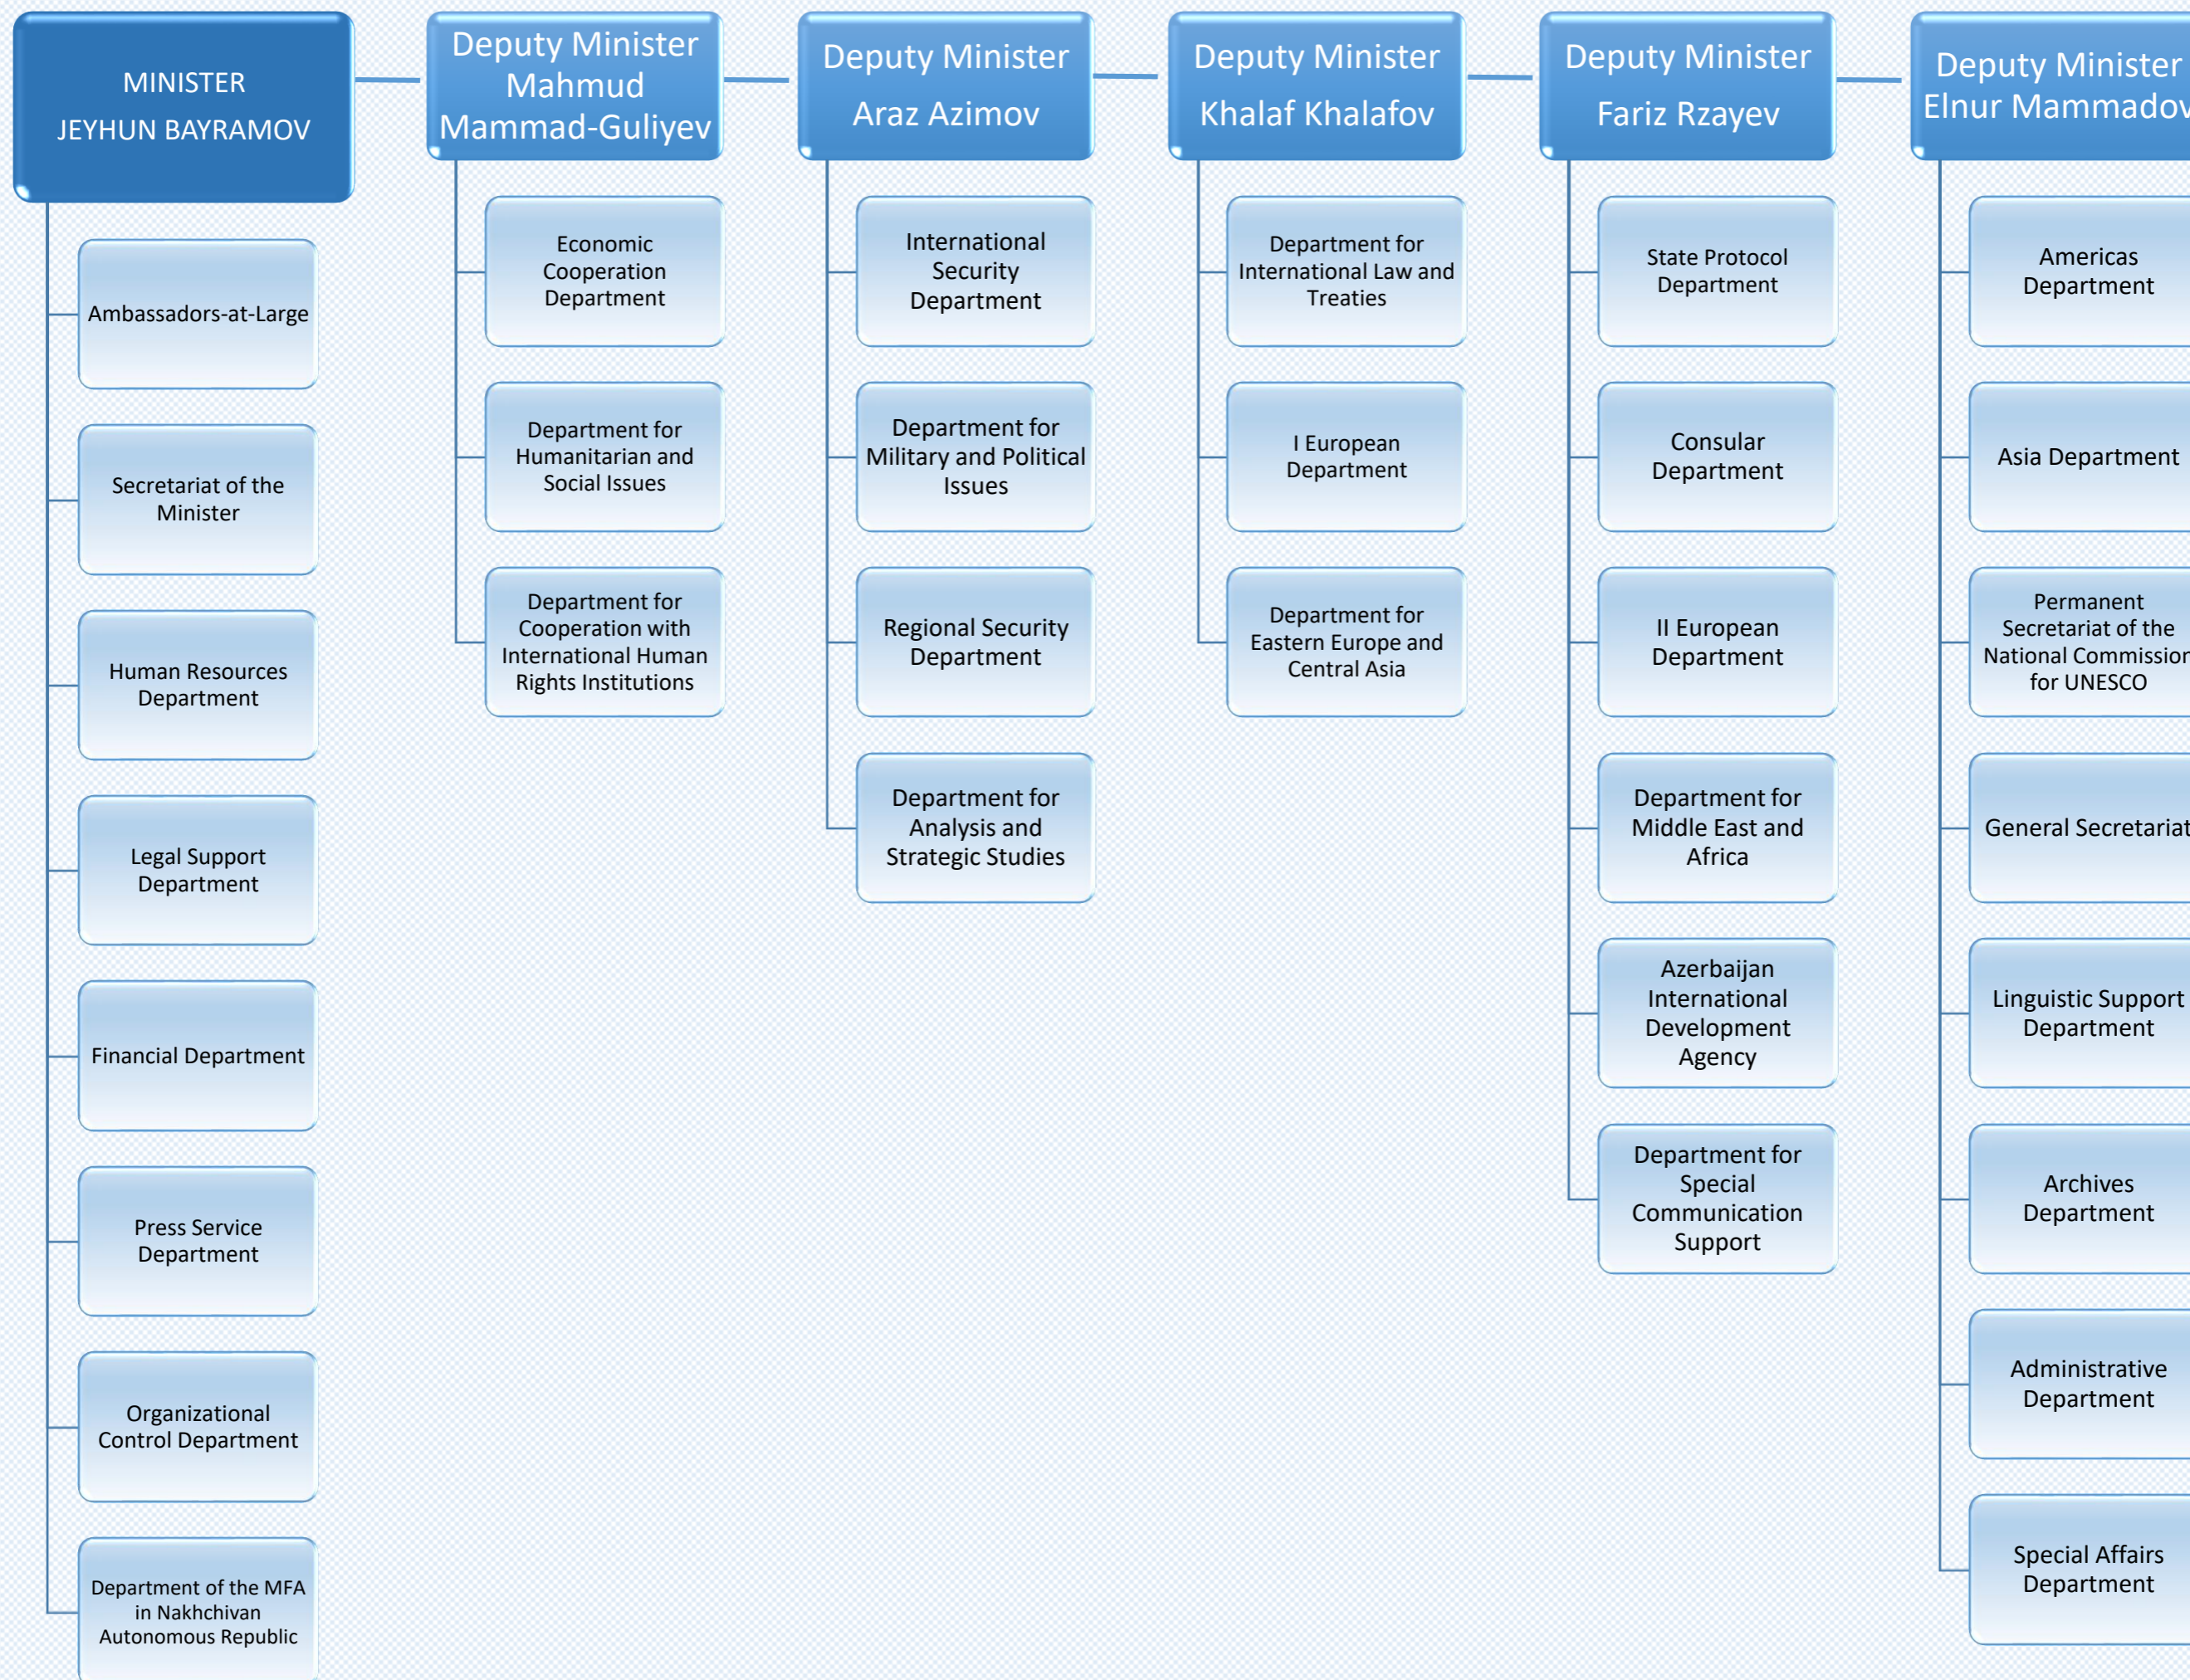 MINISTER
JEYHUN BAYRAMOV
Ambassadors-at-Large
Secretariat of the
Minister
Human Resources
Department
Legal Support
Department
Financial Department
Press Service
Department
Organizational
Control Department
Department of the MFA
in Nakhchivan
Autonomous Republic
Deputy Minister
Mahmud
Mammad-Guliyev
Economic
Cooperation
Department
Department for
Humanitarian and
Social Issues
Department for
Cooperation with
International Human
Rights Institutions
Deputy Minister
Araz Azimov
International
Security
Department
Department for
Military and Political
Issues
Regional Security
Department
Department for
Analysis and
Strategic Studies
Deputy Minister
Khalaf Khalafov
Department for
International Law and
Treaties
I European
Department
Department for
Eastern Europe and
Central Asia
Deputy Minister
Fariz Rzayev
State Protocol
Department
Consular
Department
II European
Department
Department for
Middle East and
Africa
Azerbaijan
International
Development
Agency
Department for
Special
Communication
Support
Deputy Minister
Elnur Mammadov
Americas
Department
Asia Department
Permanent
Secretariat of the
National Commission
for UNESCO
General Secretariat
Linguistic Support
Department
Archives
Department
Administrative
Department
Special Affairs
Department